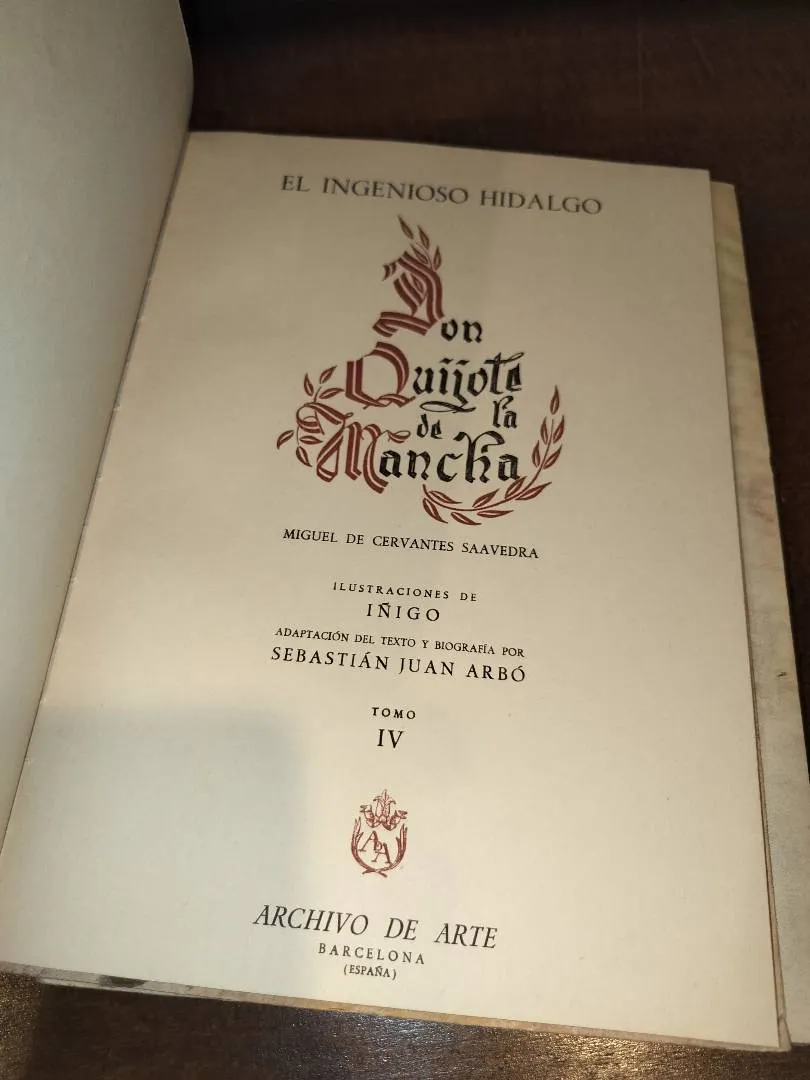 EL INGENIOSO HIDALGO
Don
Quijote
de la
Mancha
MIGUEL DE CERVANTES SAAVEDRA
ILUSTRACIONES DE
IÑIGO
ADAPTACIÓN DEL TEXTO Y BIOGRAFÍA POR
SEBASTIÁN JUAN ARBÓ
TOMO
IV
ADA
ARCHIVO DE ARTE
BARCELONA
(ESPAÑA)